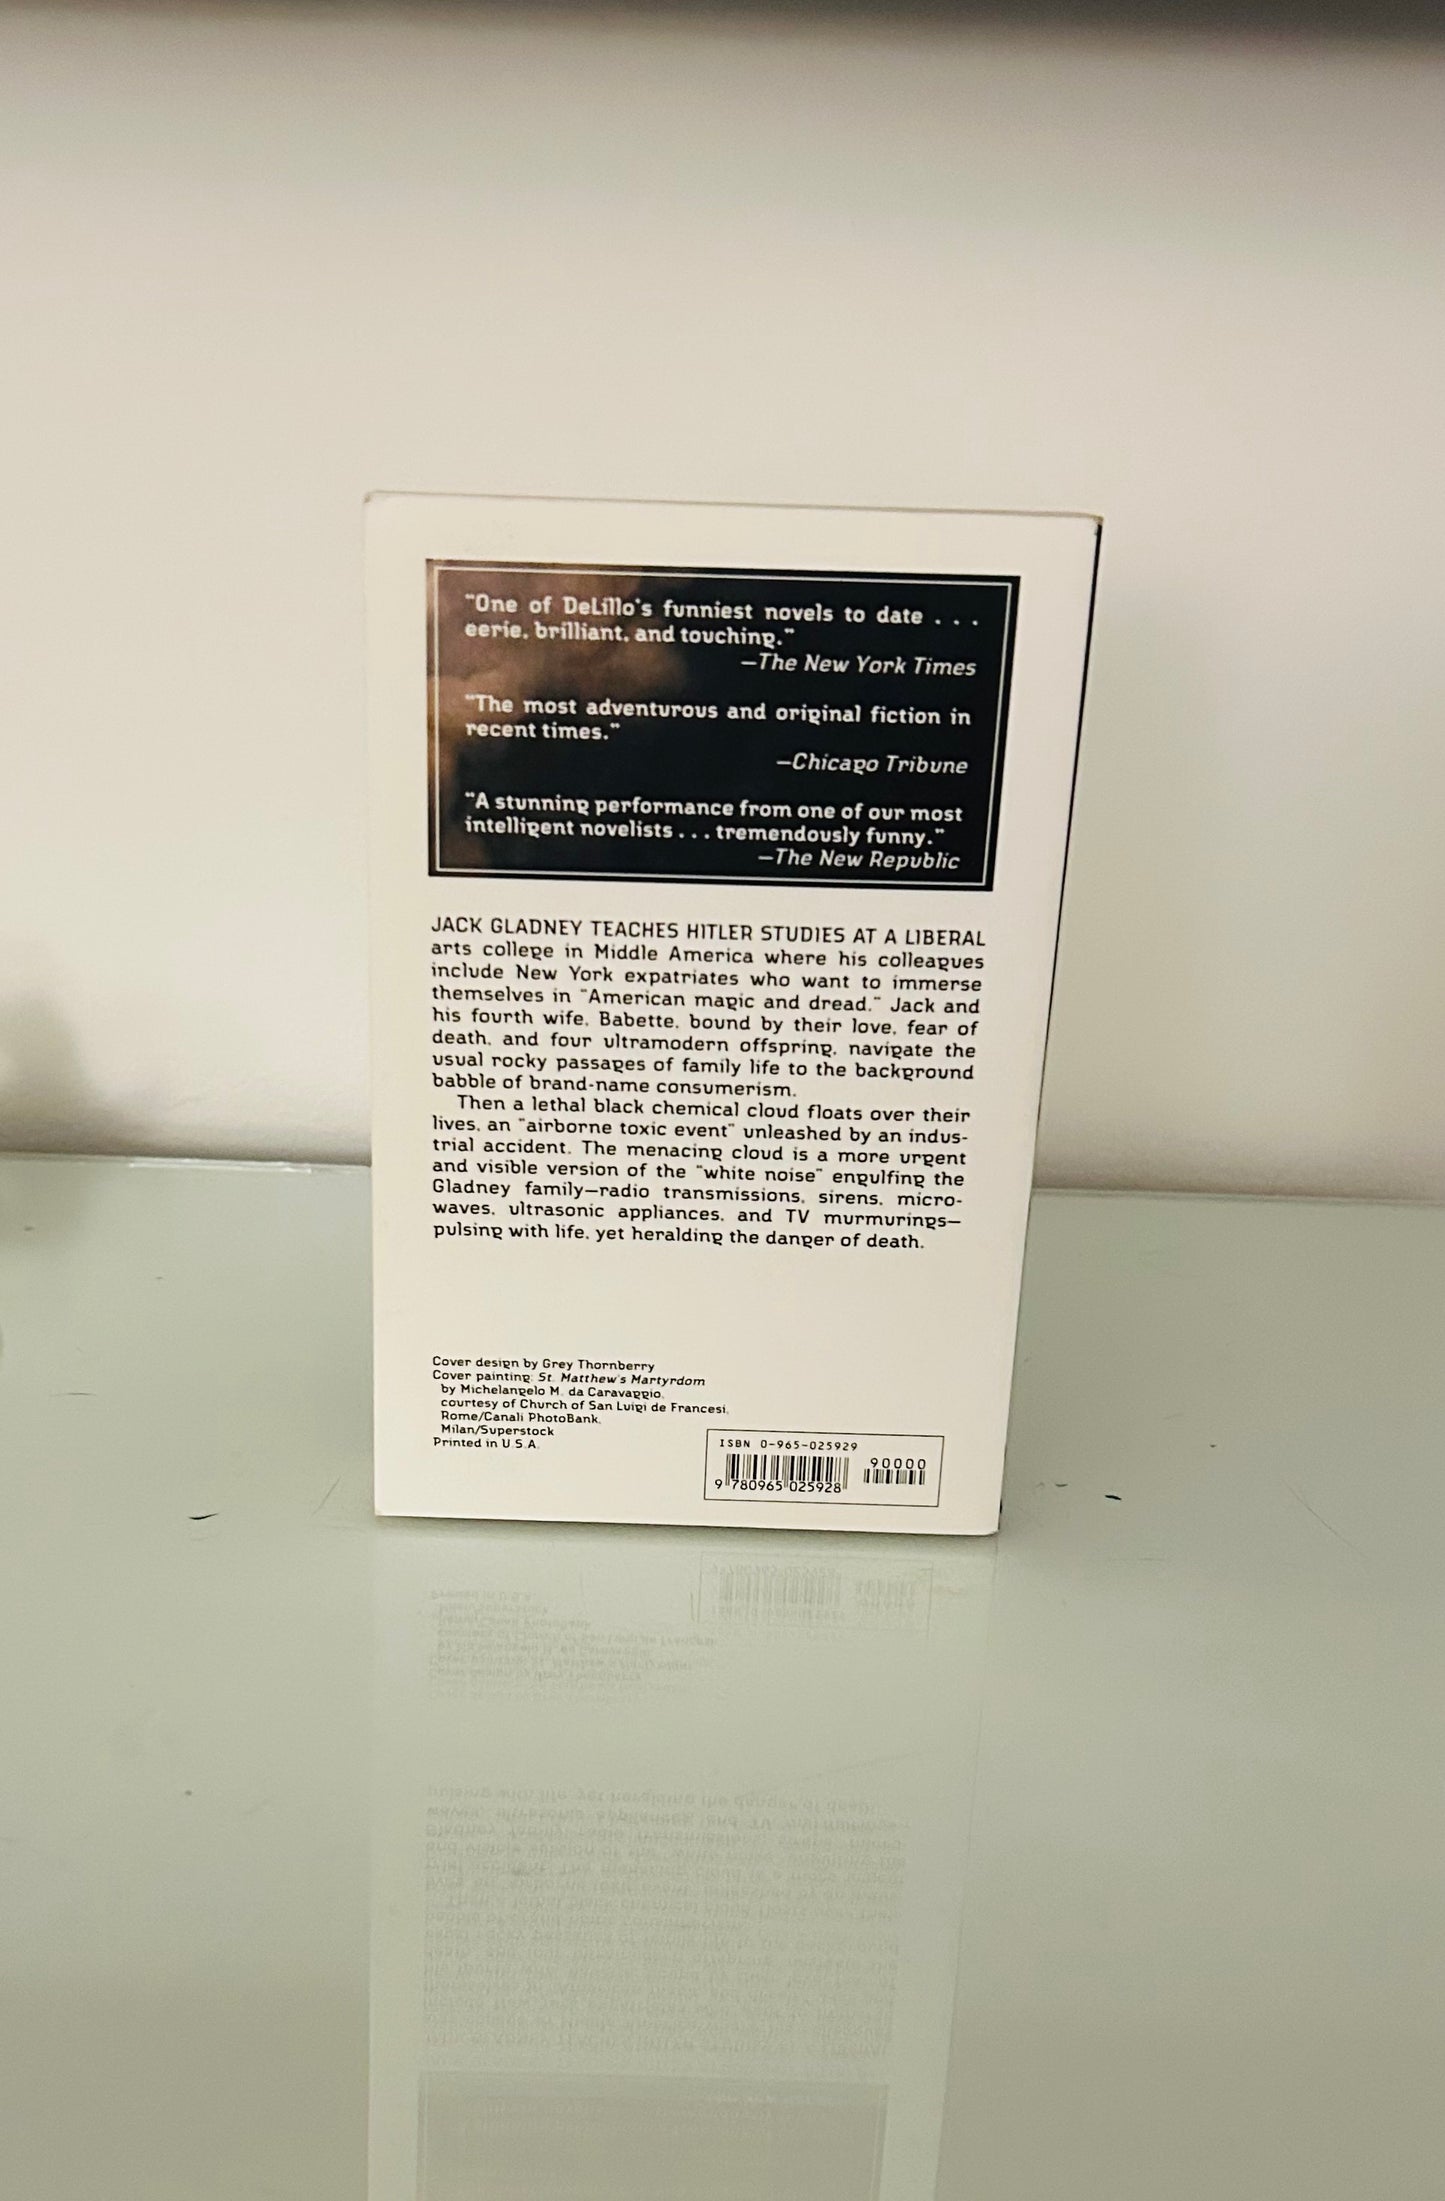 "One of DeLillo's funniest novels to date . . .
eerie, brilliant, and touching."
—The New York Times
"The most adventurous and original fiction in
recent times."
—Chicago Tribune
"A stunning performance from one of our most
intelligent novelists . . . tremendously funny."
—The New Republic
JACK GLADNEY TEACHES HITLER STUDIES AT A LIBERAL
arts college in Middle America where his colleagues
include New York expatriates who want to immerse
themselves in "American magic and dread." Jack and
his fourth wife, Babette, bound by their love, fear of
death, and four ultramodern offspring, navigate the
usual rocky passages of family life to the background
babble of brand-name consumerism.
Then a lethal black chemical cloud floats over their
lives, an "airborne toxic event" unleashed by an indus-
trial accident. The menacing cloud is a more urgent
and visible version of the "white noise" engulfing the
Gladney family—radio transmissions, sirens, micro-
waves, ultrasonic appliances, and TV murmurings—
pulsing with life, yet heralding the danger of death.
Cover design by Grey Thornberry
Cover painting: St. Matthew's Martyrdom
by Michelangelo M. da Caravaggio,
courtesy of Church of San Luigi de Francesi,
Rome/Canali PhotoBank,
Milan/Superstock
Printed in U.S.A.
ISBN 0-965-025929
90000
9 780965 025928